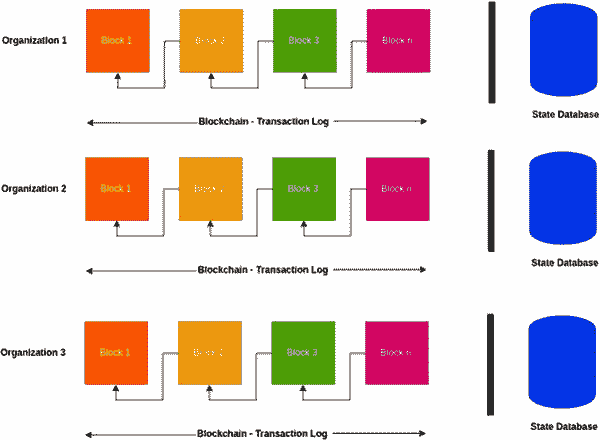 Organization 1
Block 1
Block 2
Block 3
Block n
Blockchain - Transaction Log
State Database
Organization 2
Block 1
Block 2
Block 3
Block n
Blockchain - Transaction Log
State Database
Organization 3
Block 1
Block 2
Block 3
Block n
Blockchain - Transaction Log
State Database